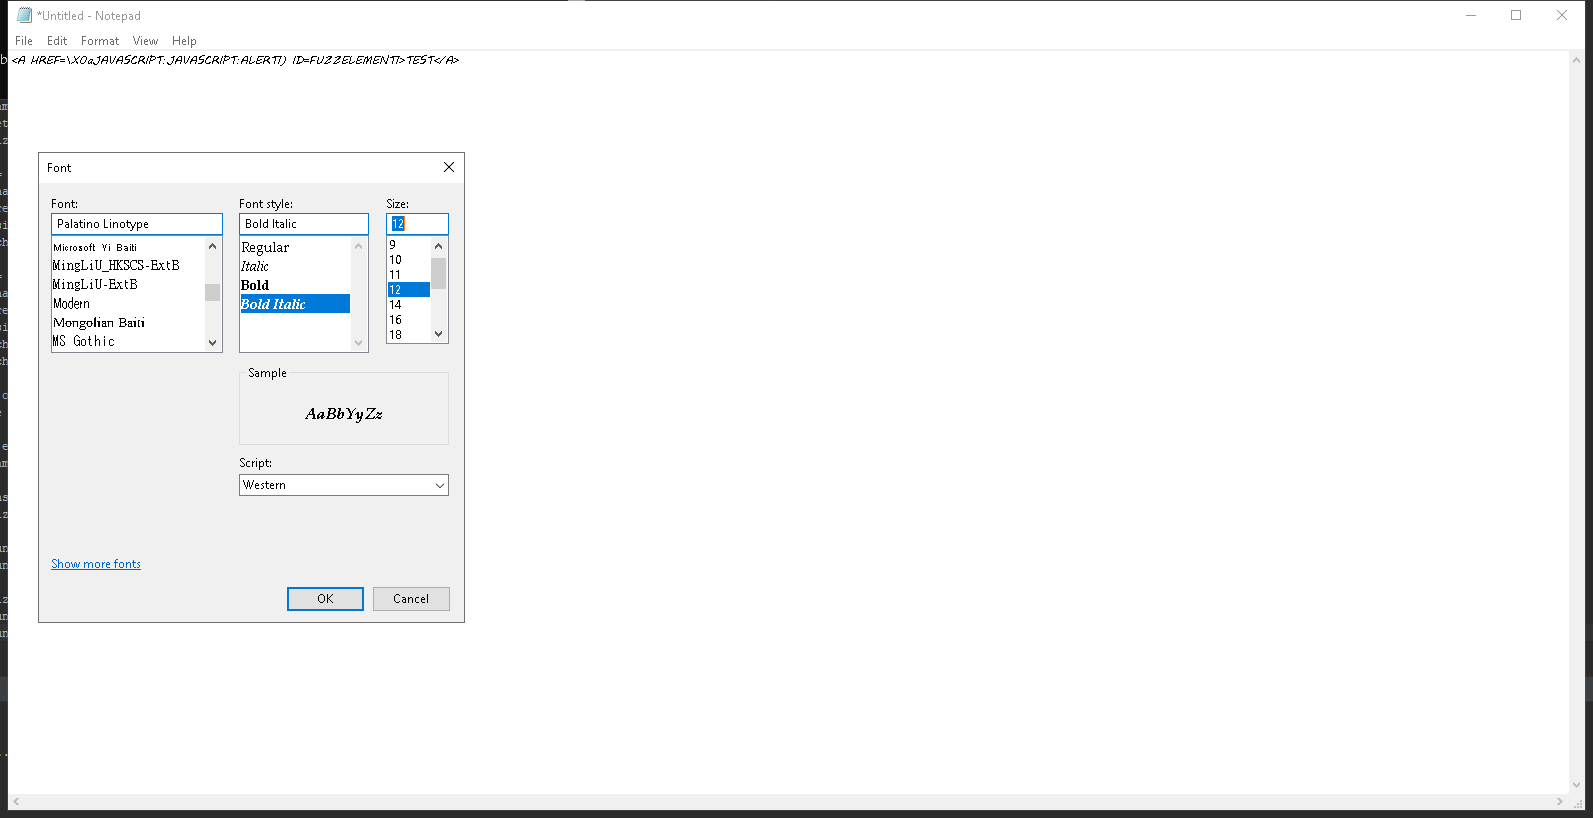 *Untitled - Notepad
File Edit Format View Help
<A HREF=\X0aJAVASCRIPT:JAVASCRIPT:ALERT1) ID=FUZZELEMENT1>TEST</A>
Font
Font: Font style: Size:
Palatino Linotype Bold Italic 12
Microsoft Yi Baiti Regular 9
MingLiU_HKSCS-ExtB Italic 10
MingLiU-ExtB Bold 11
Modern Bold Italic 12
Mongolian Baiti 14
MS Gothic 16
18
Sample
AaBbYyZz
Script:
Western
Show more fonts
OK Cancel